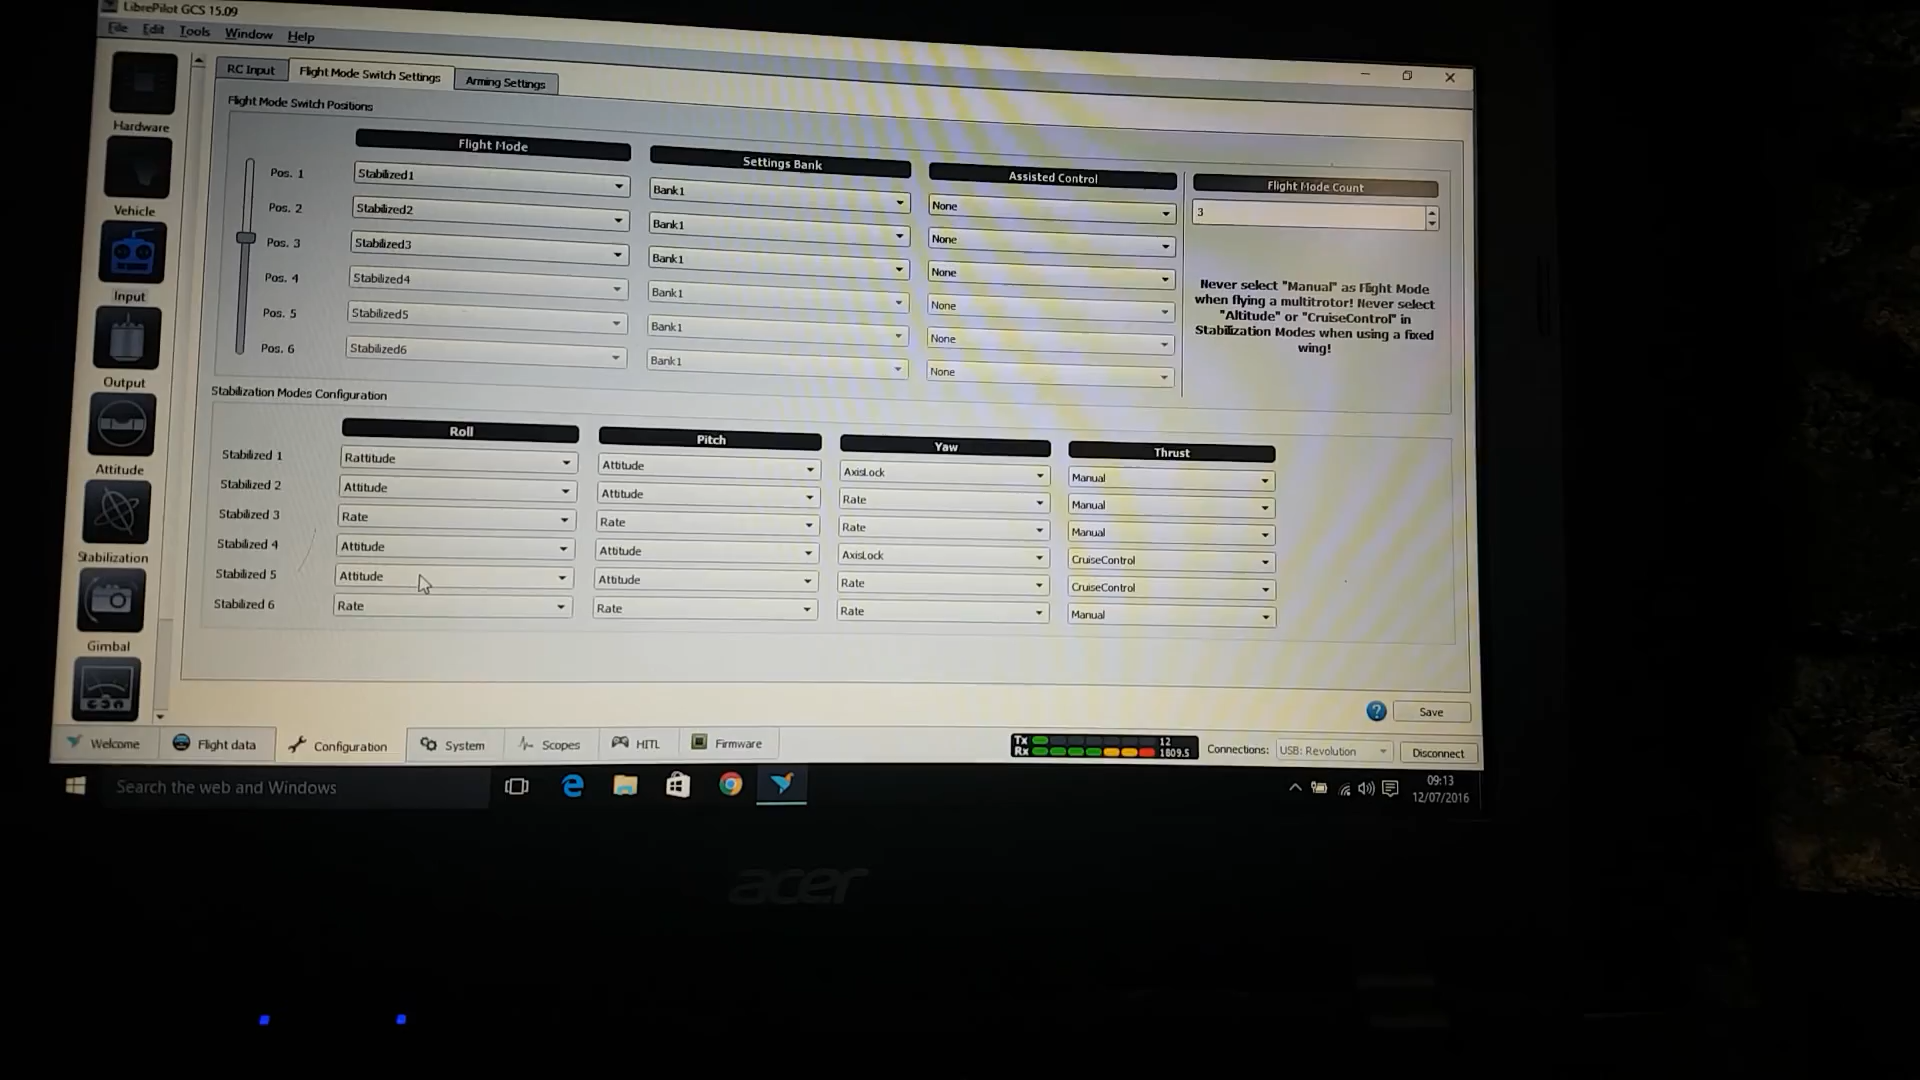 LibrePilot GCS 15.09
File Edit Tools Window Help
RC Input Flight Mode Switch Settings Arming Settings
Flight Mode Switch Positions
Flight Mode Settings Bank Assisted Control Flight Mode Count
Pos. 1 Stabilized1 Bank1 None 3
Pos. 2 Stabilized2 Bank1 None
Pos. 3 Stabilized3 Bank1 None
Pos. 4 Stabilized4 Bank1 None
Pos. 5 Stabilized5 Bank1 None
Pos. 6 Stabilized6 Bank1 None
Never select "Manual" as Flight Mode
when flying a multitrotor! Never select
"Altitude" or "CruiseControl" in
Stabilization Modes when using a fixed
wing!
Stabilization Modes Configuration
Roll Pitch Yaw Thrust
Stabilized 1 Rattitude Attitude AxisLock Manual
Stabilized 2 Attitude Attitude Rate Manual
Stabilized 3 Rate Rate Rate Manual
Stabilized 4 Attitude Attitude AxisLock CruiseControl
Stabilized 5 Attitude Attitude Rate CruiseControl
Stabilized 6 Rate Rate Rate Manual
Hardware
Vehicle
Input
Output
Attitude
Stabilization
Gimbal
Save
Welcome Flight data Configuration System Scopes HITL Firmware
Tx 12
Rx 1809.5
Connections: USB: Revolution Disconnect
Search the web and Windows
09:13
12/07/2016
acer